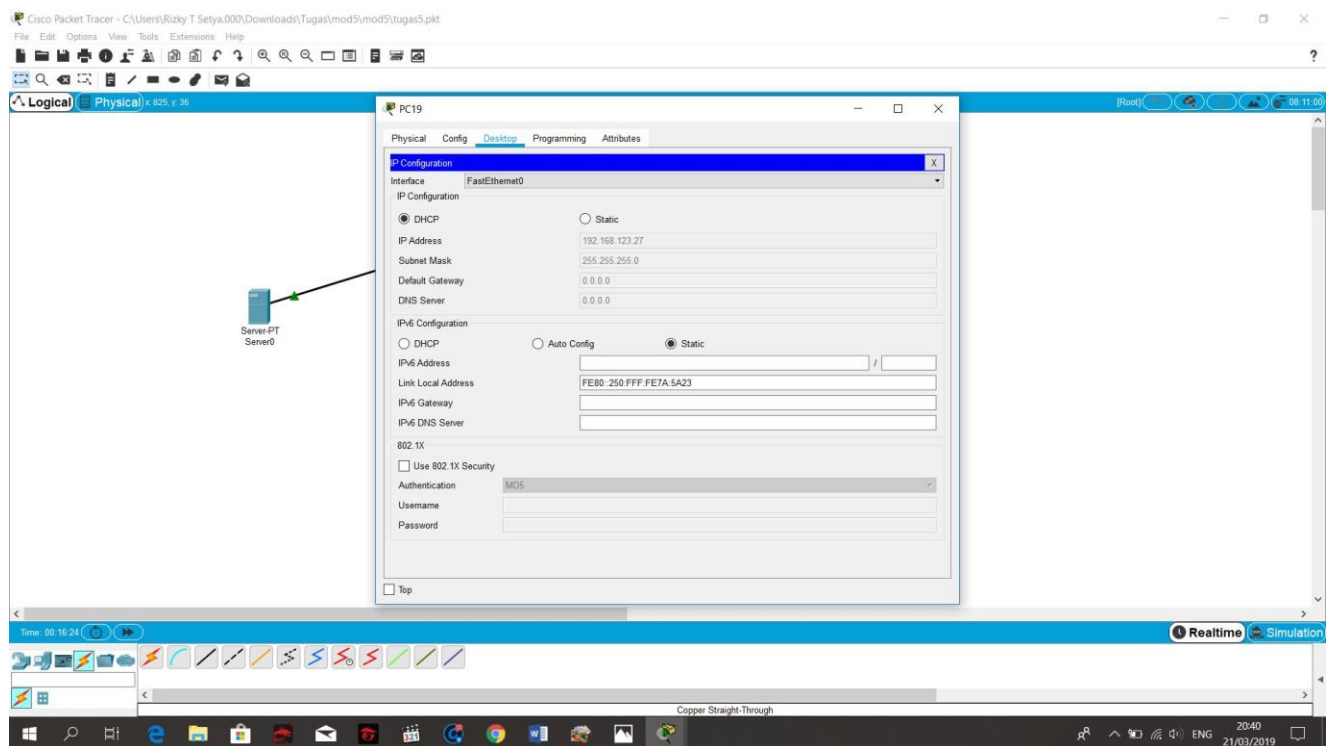 Cisco Packet Tracer - C:\Users\Rizky T Setya.000\Downloads\Tugas\mod5\mod5\tugas5.pkt
File Edit Options View Tools Extensions Help
?
Logical Physical x: 825, y: 36 [Root] 08:11:00
PC19
Physical Config Desktop Programming Attributes
IP Configuration X
Interface FastEthernet0
IP Configuration
DHCP Static
IP Address 192.168.123.27
Subnet Mask 255.255.255.0
Default Gateway 0.0.0.0
DNS Server 0.0.0.0
Server-PT
Server0
IPv6 Configuration
DHCP Auto Config Static
IPv6 Address /
Link Local Address FE80::250:FFF:FE7A:5A23
IPv6 Gateway
IPv6 DNS Server
802.1X
Use 802.1X Security
Authentication MD5
Username
Password
Top
Time: 00:16:24 Realtime Simulation
Copper Straight-Through
321
ENG 20:40
21/03/2019